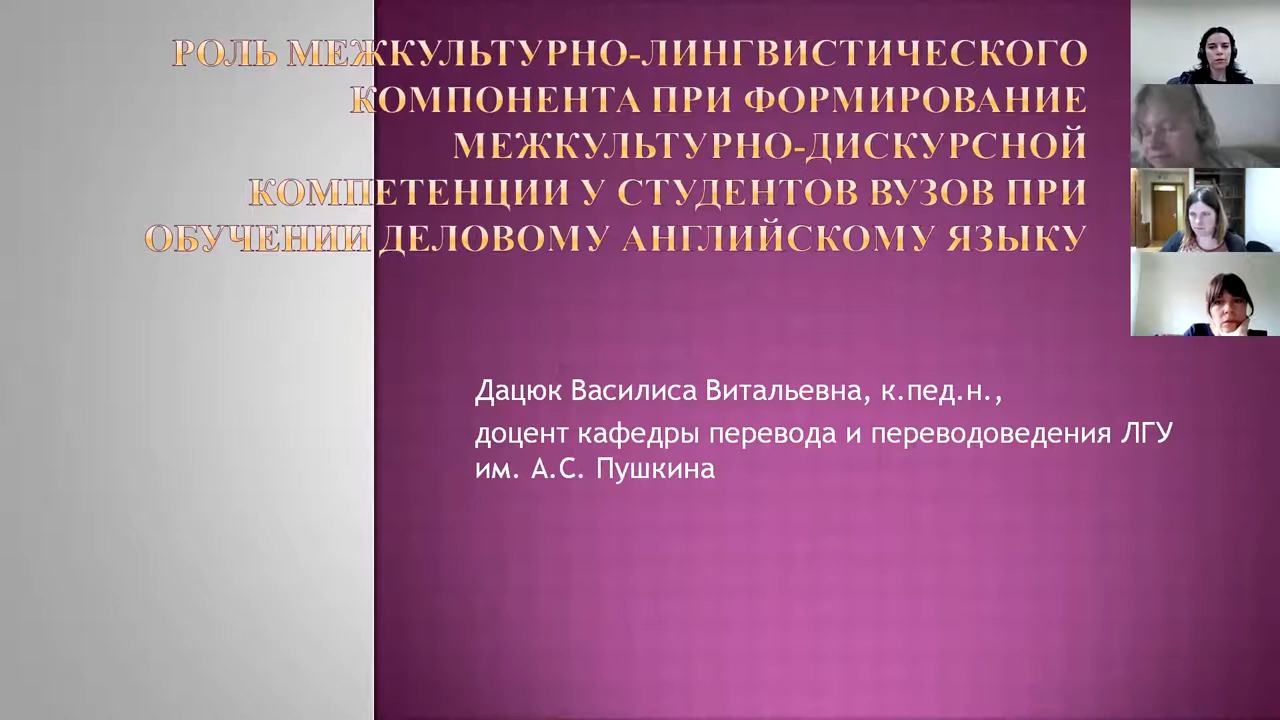 РОЛЬ МЕЖКУЛЬТУРНО-ЛИНГВИСТИЧЕСКОГО
КОМПОНЕНТА ПРИ ФОРМИРОВАНИЕ
МЕЖКУЛЬТУРНО-ДИСКУРСНОЙ
КОМПЕТЕНЦИИ У СТУДЕНТОВ ВУЗОВ ПРИ
ОБУЧЕНИИ ДЕЛОВОМУ АНГЛИЙСКОМУ ЯЗЫКУ
Дацюк Василиса Витальевна, к.пед.н.,
доцент кафедры перевода и переводоведения ЛГУ
им. А.С. Пушкина